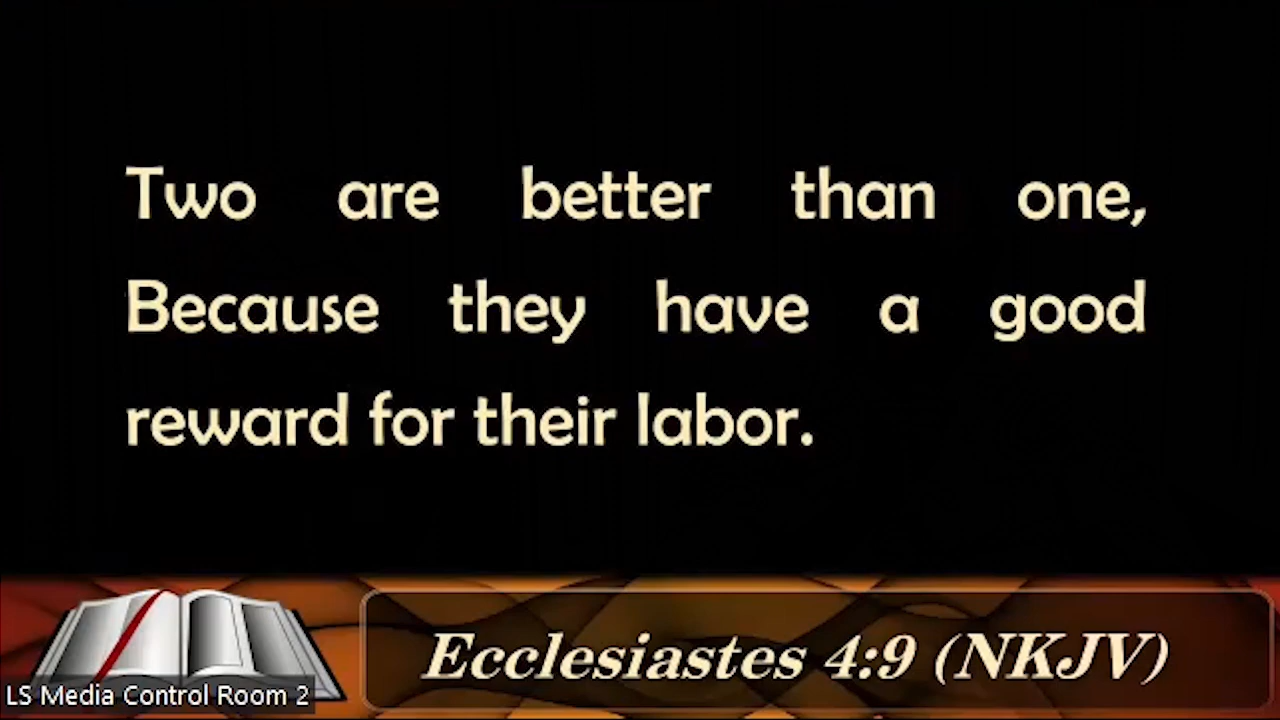 Two are better than one,
Because they have a good
reward for their labor.
Ecclesiastes 4:9 (NKJV)
LS Media Control Room 2